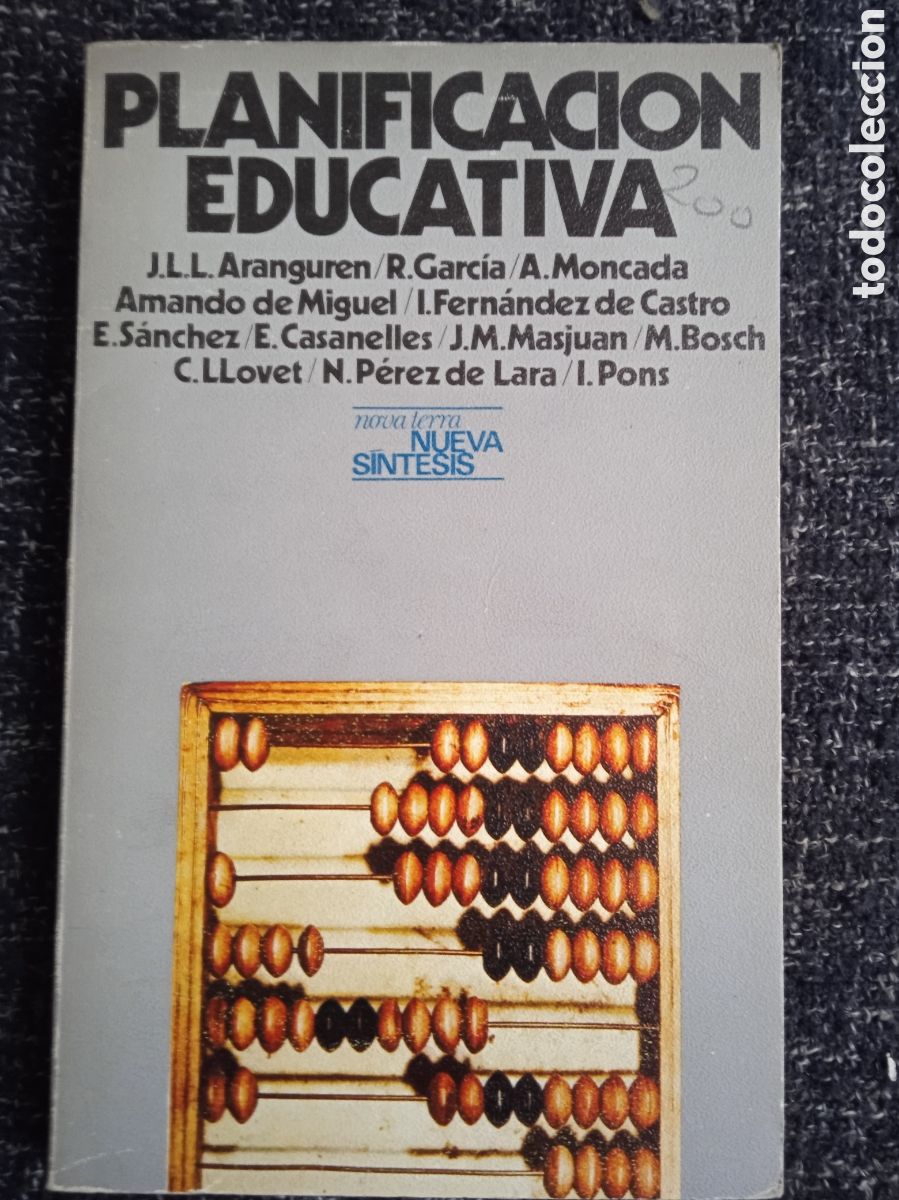 PLANIFICACION
EDUCATIVA
200
J.L.L. Aranguren / R. García / A. Moncada
Amando de Miguel / I. Fernández de Castro
E. Sánchez / E. Casanelles / J. M. Masjuan / M. Bosch
C. LLovet / N. Pérez de Lara / I. Pons
nova terra
NUEVA
SÍNTESIS
todocoleccion